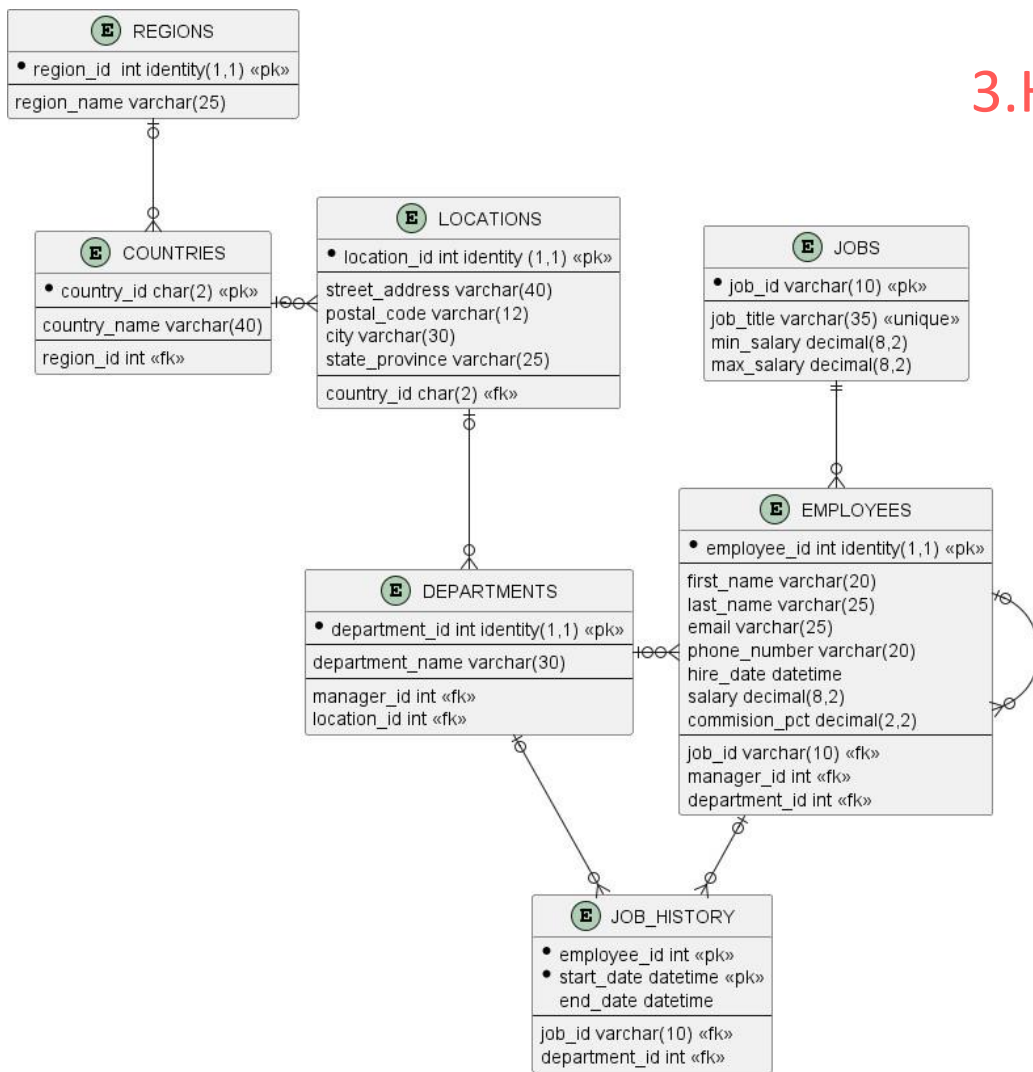 E REGIONS
region_id int identity(1,1) «pk»
region_name varchar(25)
3.H
E COUNTRIES
country_id char(2) «pk»
country_name varchar(40)
region_id int «fk»
E LOCATIONS
location_id int identity (1,1) «pk»
street_address varchar(40)
postal_code varchar(12)
city varchar(30)
state_province varchar(25)
country_id char(2) «fk»
E JOBS
job_id varchar(10) «pk»
job_title varchar(35) «unique»
min_salary decimal(8,2)
max_salary decimal(8,2)
E DEPARTMENTS
department_id int identity(1,1) «pk»
department_name varchar(30)
manager_id int «fk»
location_id int «fk»
E EMPLOYEES
employee_id int identity(1,1) «pk»
first_name varchar(20)
last_name varchar(25)
email varchar(25)
phone_number varchar(20)
hire_date datetime
salary decimal(8,2)
commision_pct decimal(2,2)
job_id varchar(10) «fk»
manager_id int «fk»
department_id int «fk»
E JOB_HISTORY
employee_id int «pk»
start_date datetime «pk»
end_date datetime
job_id varchar(10) «fk»
department_id int «fk»